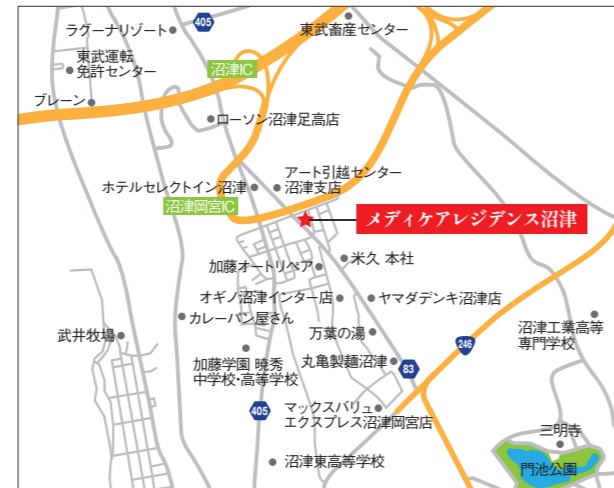 ラグーナリゾート
405
東武畜産センター
東武運転
免許センター
沼津IC
ブレーン
ローソン沼津足高店
アート引越センター
沼津支店
ホテルセレクトイン沼津
沼津岡宮IC
メディケアレジデンス沼津
加藤オートリペア
米久 本社
オギノ沼津インター店
ヤマダデンキ沼津店
カレーパン屋さん
武井牧場
万葉の湯
沼津工業高等
専門学校
246
加藤学園 暁秀
中学校・高等学校
丸亀製麺沼津
83
405
マックスバリュ
エクスプレス沼津岡宮店
三明寺
沼津東高等学校
門池公園